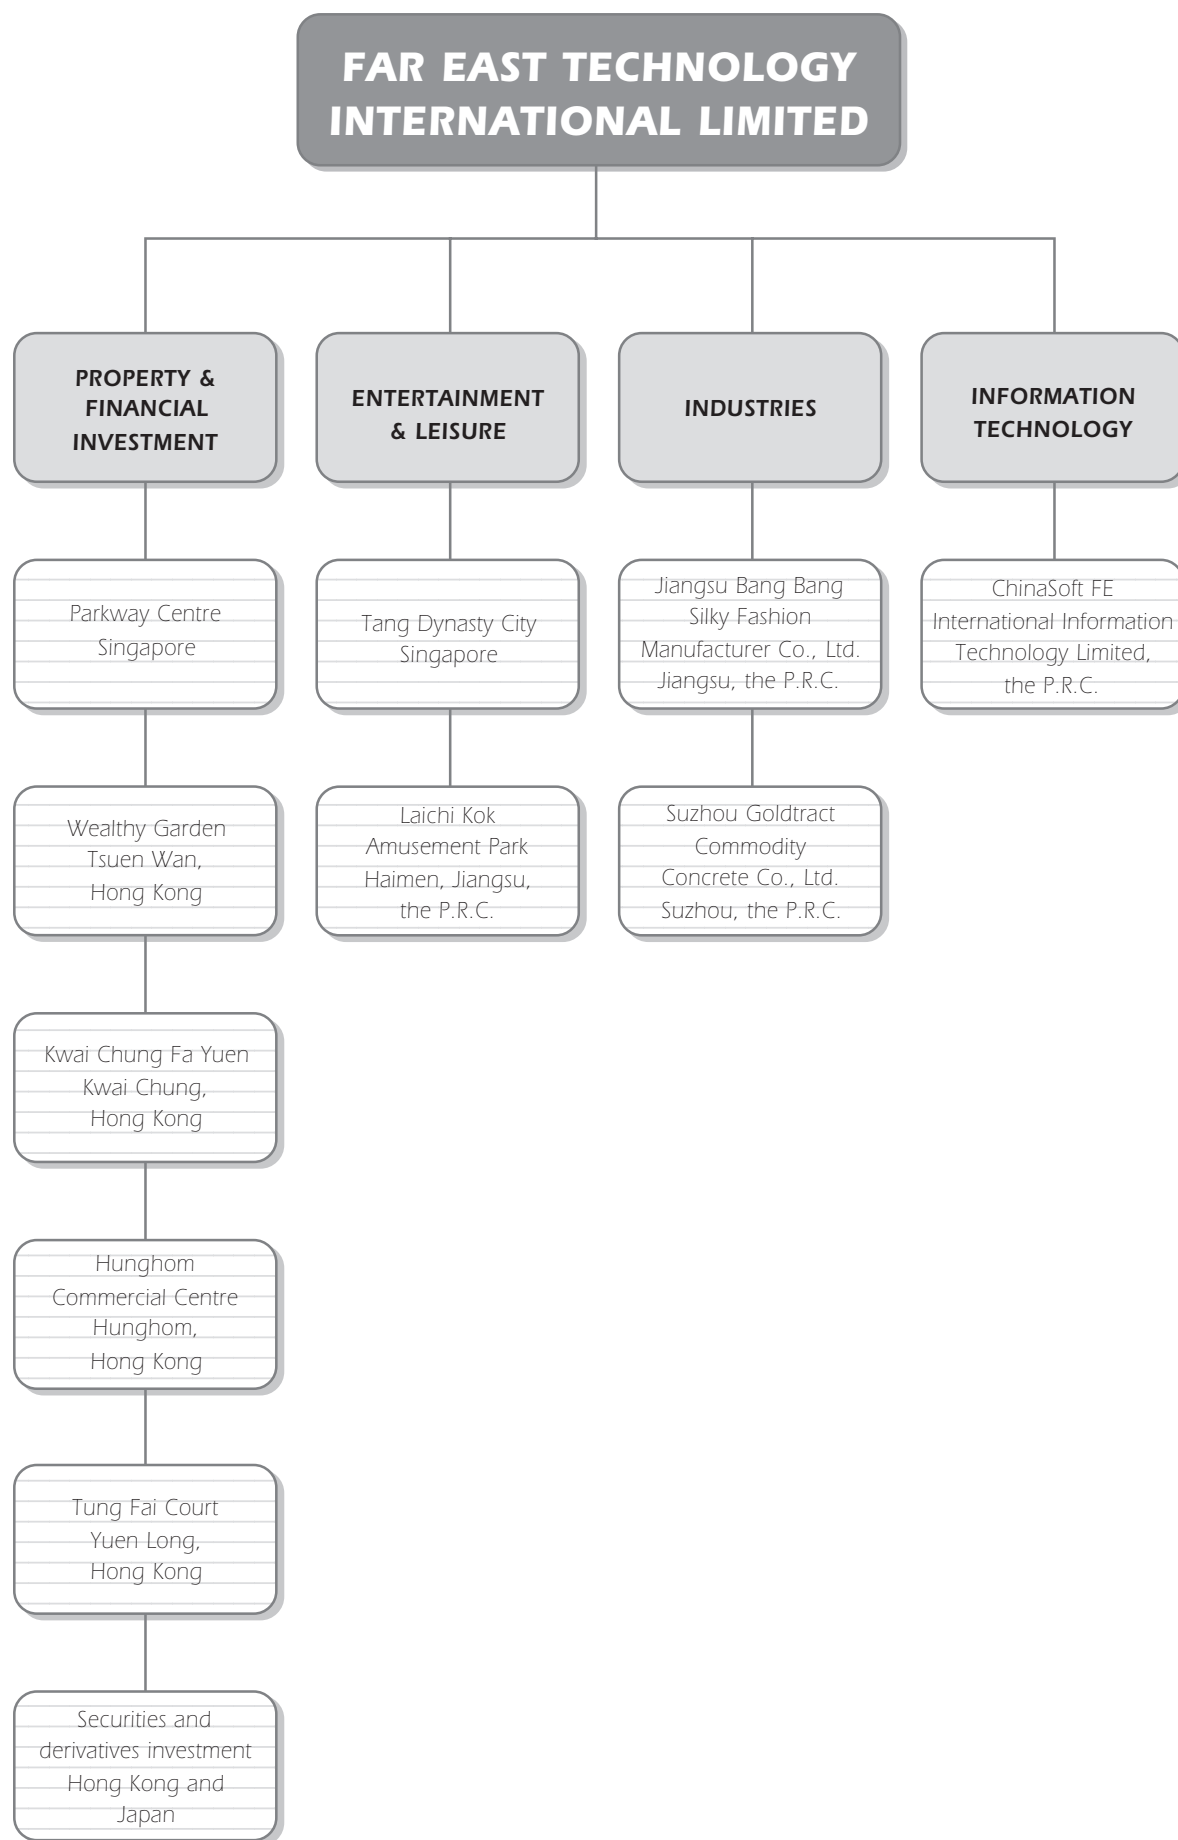 FAR EAST TECHNOLOGY
INTERNATIONAL LIMITED
PROPERTY &
FINANCIAL
INVESTMENT
Parkway Centre
Singapore
Wealthy Garden
Tsuen Wan,
Hong Kong
Kwai Chung Fa Yuen
Kwai Chung,
Hong Kong
Hunghom
Commercial Centre
Hunghom,
Hong Kong
Tung Fai Court
Yuen Long,
Hong Kong
Securities and
derivatives investment
Hong Kong and
Japan
ENTERTAINMENT
& LEISURE
Tang Dynasty City
Singapore
Laichi Kok
Amusement Park
Haimen, Jiangsu,
the P.R.C.
INDUSTRIES
Jiangsu Bang Bang
Silky Fashion
Manufacturer Co., Ltd.
Jiangsu, the P.R.C.
Suzhou Goldtract
Commodity
Concrete Co., Ltd.
Suzhou, the P.R.C.
INFORMATION
TECHNOLOGY
ChinaSoft FE
International Information
Technology Limited,
the P.R.C.